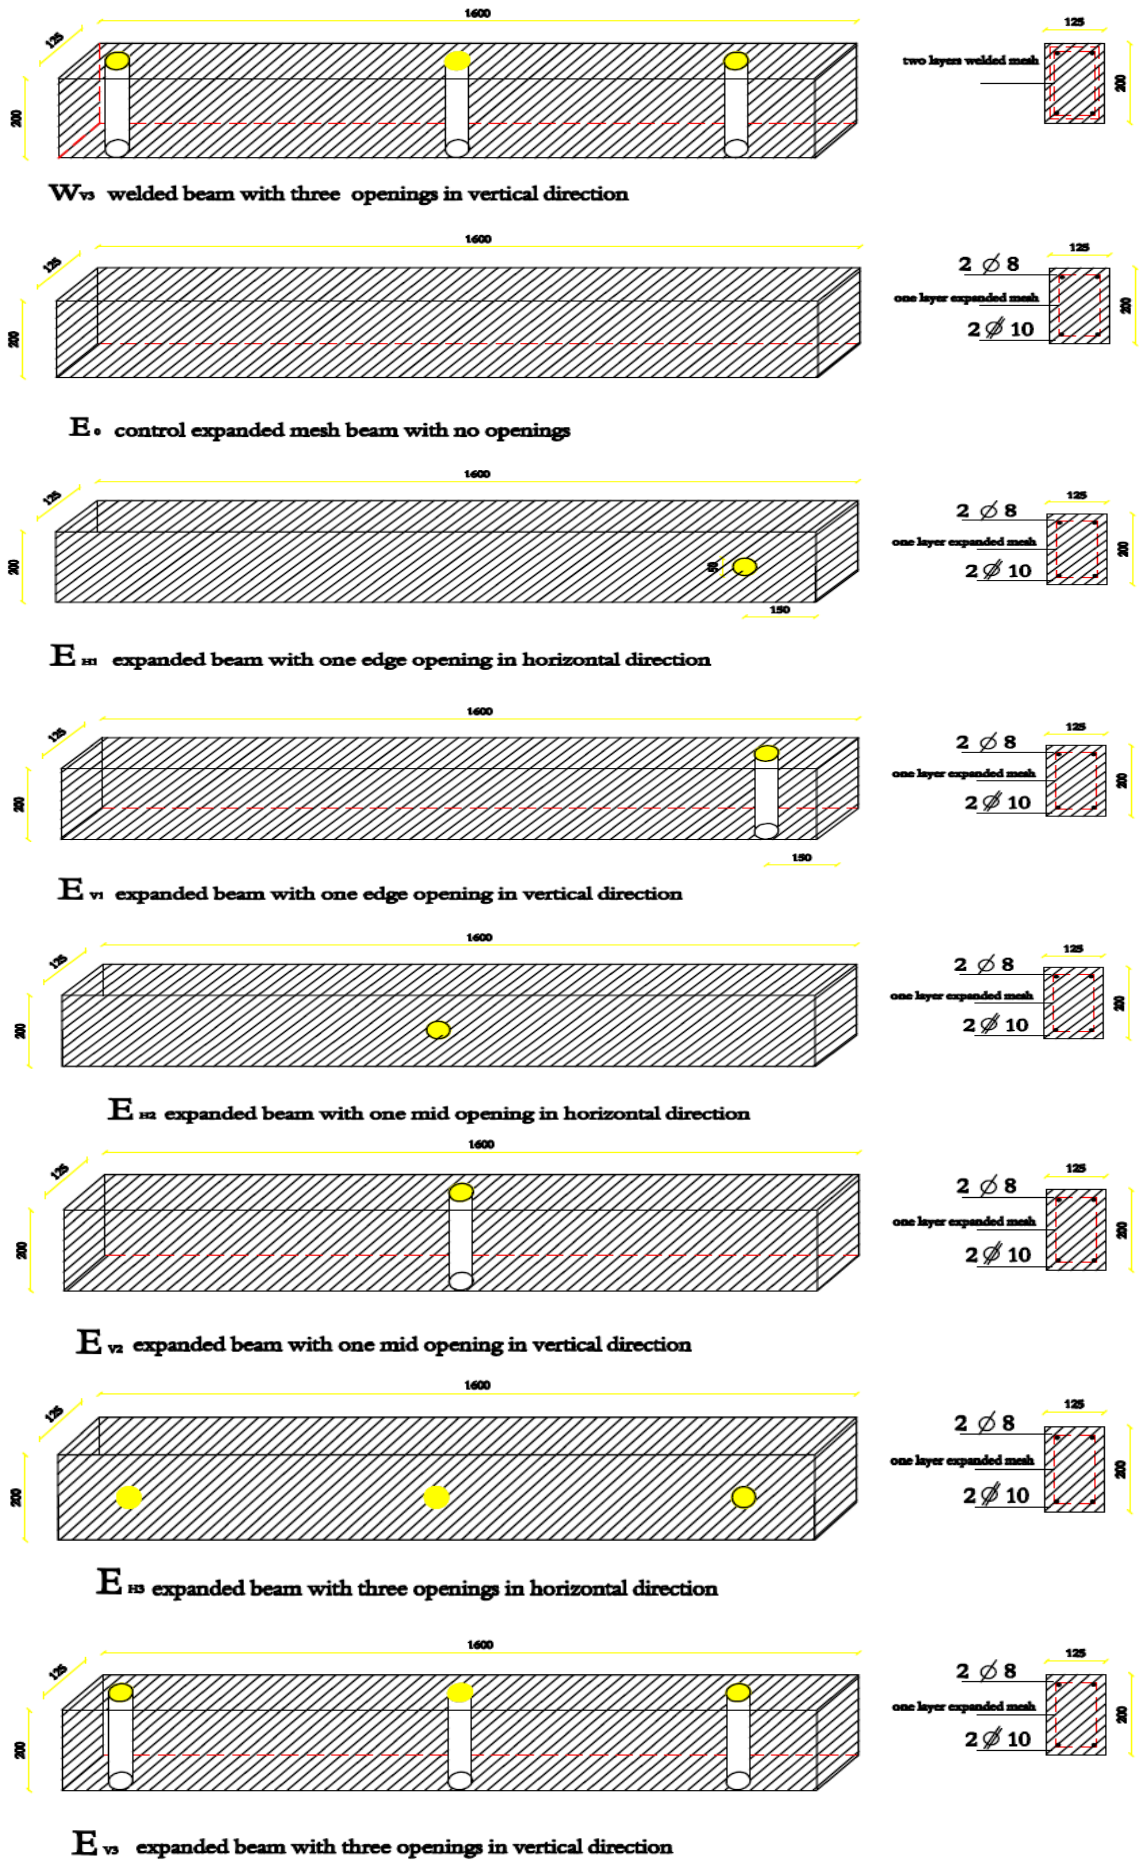 1600
125
200
125
two layers welded mesh
200
W V3 welded beam with three openings in vertical direction
1600
125
200
125
2 ϕ 8
one layer expanded mesh
2 ϕ 10
200
E o control expanded mesh beam with no openings
1600
125
200
50
150
125
2 ϕ 8
one layer expanded mesh
2 ϕ 10
200
E H1 expanded beam with one edge opening in horizontal direction
1600
125
200
150
125
2 ϕ 8
one layer expanded mesh
2 ϕ 10
200
E V1 expanded beam with one edge opening in vertical direction
1600
125
200
125
2 ϕ 8
one layer expanded mesh
2 ϕ 10
200
E H2 expanded beam with one mid opening in horizontal direction
1600
125
200
125
2 ϕ 8
one layer expanded mesh
2 ϕ 10
200
E V2 expanded beam with one mid opening in vertical direction
1600
125
200
125
2 ϕ 8
one layer expanded mesh
2 ϕ 10
200
E H3 expanded beam with three openings in horizontal direction
1600
125
200
125
2 ϕ 8
one layer expanded mesh
2 ϕ 10
200
E V3 expanded beam with three openings in vertical direction